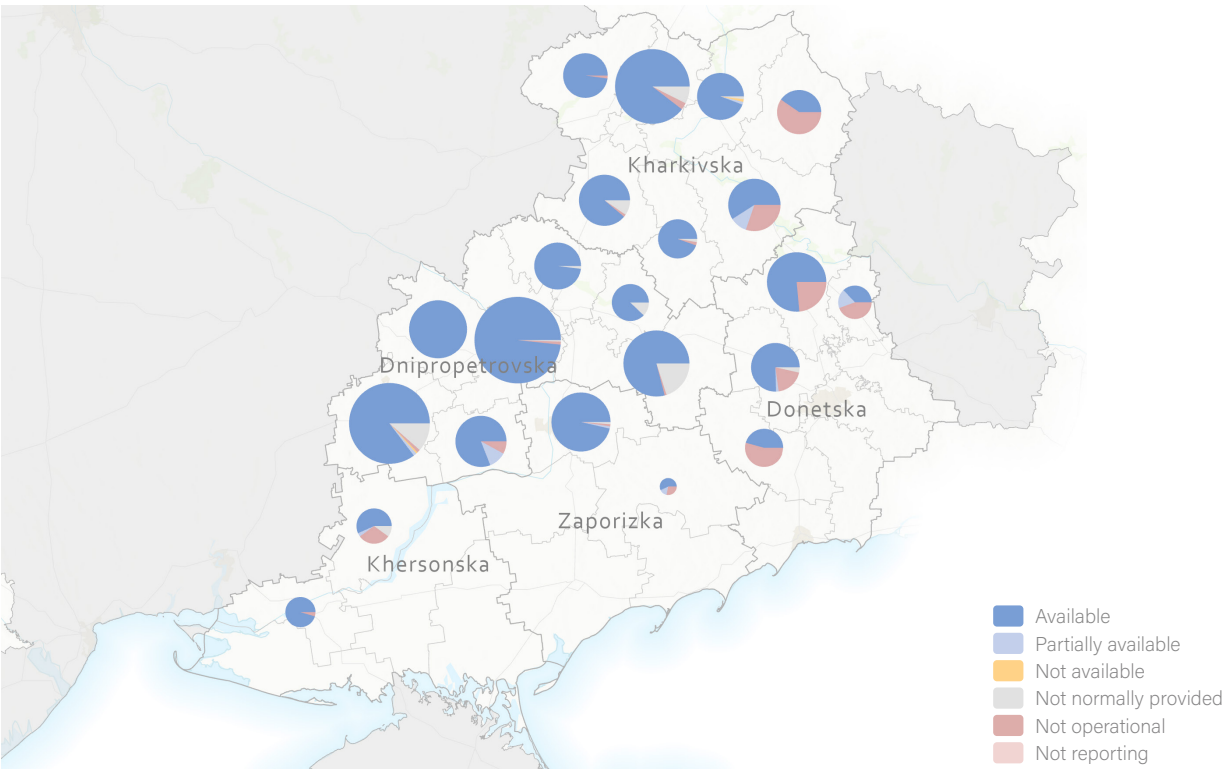 Kharkivska
Dnipropetrovska
Donetska
Zaporizka
Khersonska
Available
Partially available
Not available
Not normally provided
Not operational
Not reporting